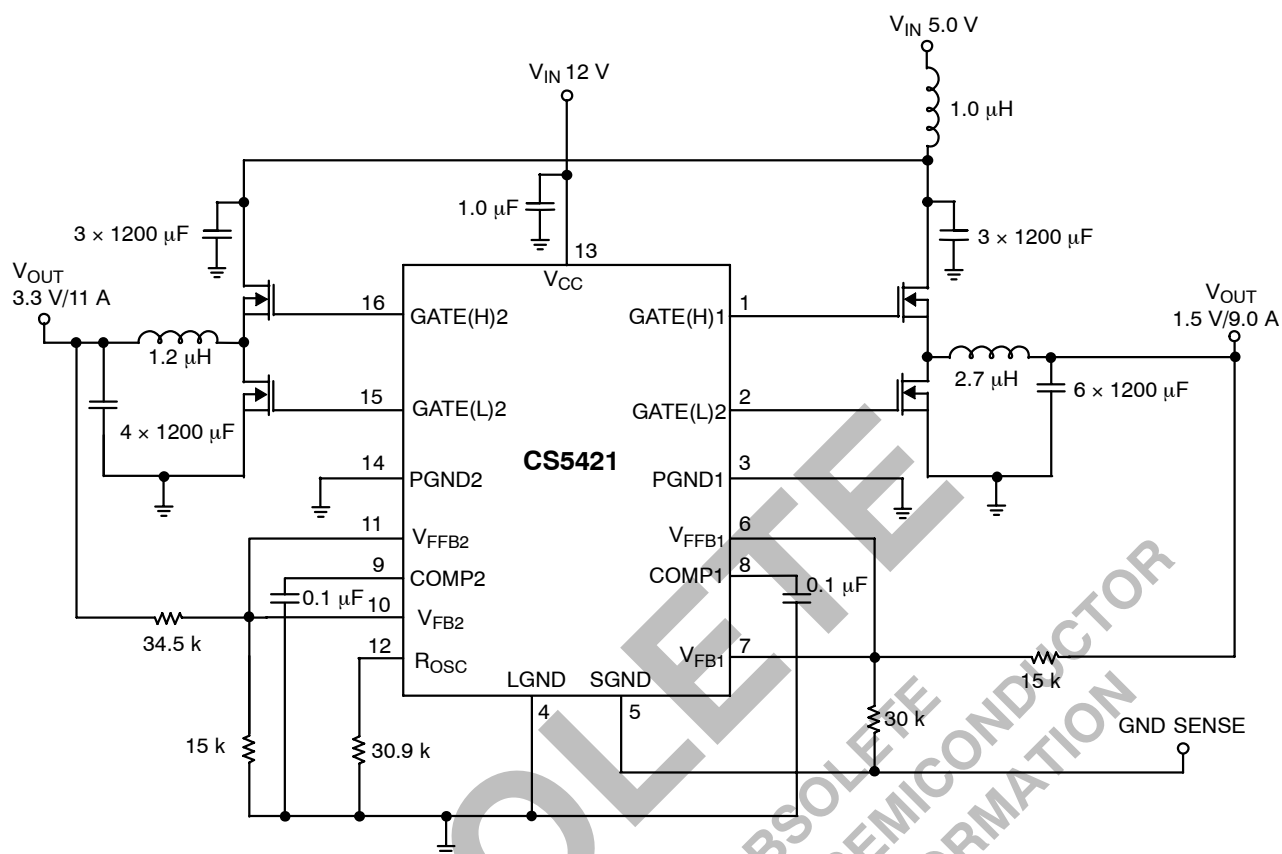 V_IN 5.0 V
V_IN 12 V
1.0 μH
1.0 μF
3 × 1200 μF
3 × 1200 μF
13
V_CC
V_OUT
3.3 V/11 A
V_OUT
1.5 V/9.0 A
16
GATE(H)2
GATE(H)1
1
1.2 μH
2.7 μH
15
GATE(L)2
GATE(L)2
2
4 × 1200 μF
6 × 1200 μF
CS5421
14
PGND2
PGND1
3
11
V_FFB2
V_FFB1
6
9
COMP2
COMP1
8
0.1 μF
0.1 μF
10
V_FB2
34.5 k
12
R_OSC
V_FB1
7
15 k
LGND
SGND
4
5
30 k
GND SENSE
15 k
30.9 k
OLETE
BSOLETE
EMICONDUCTOR
ORMATION